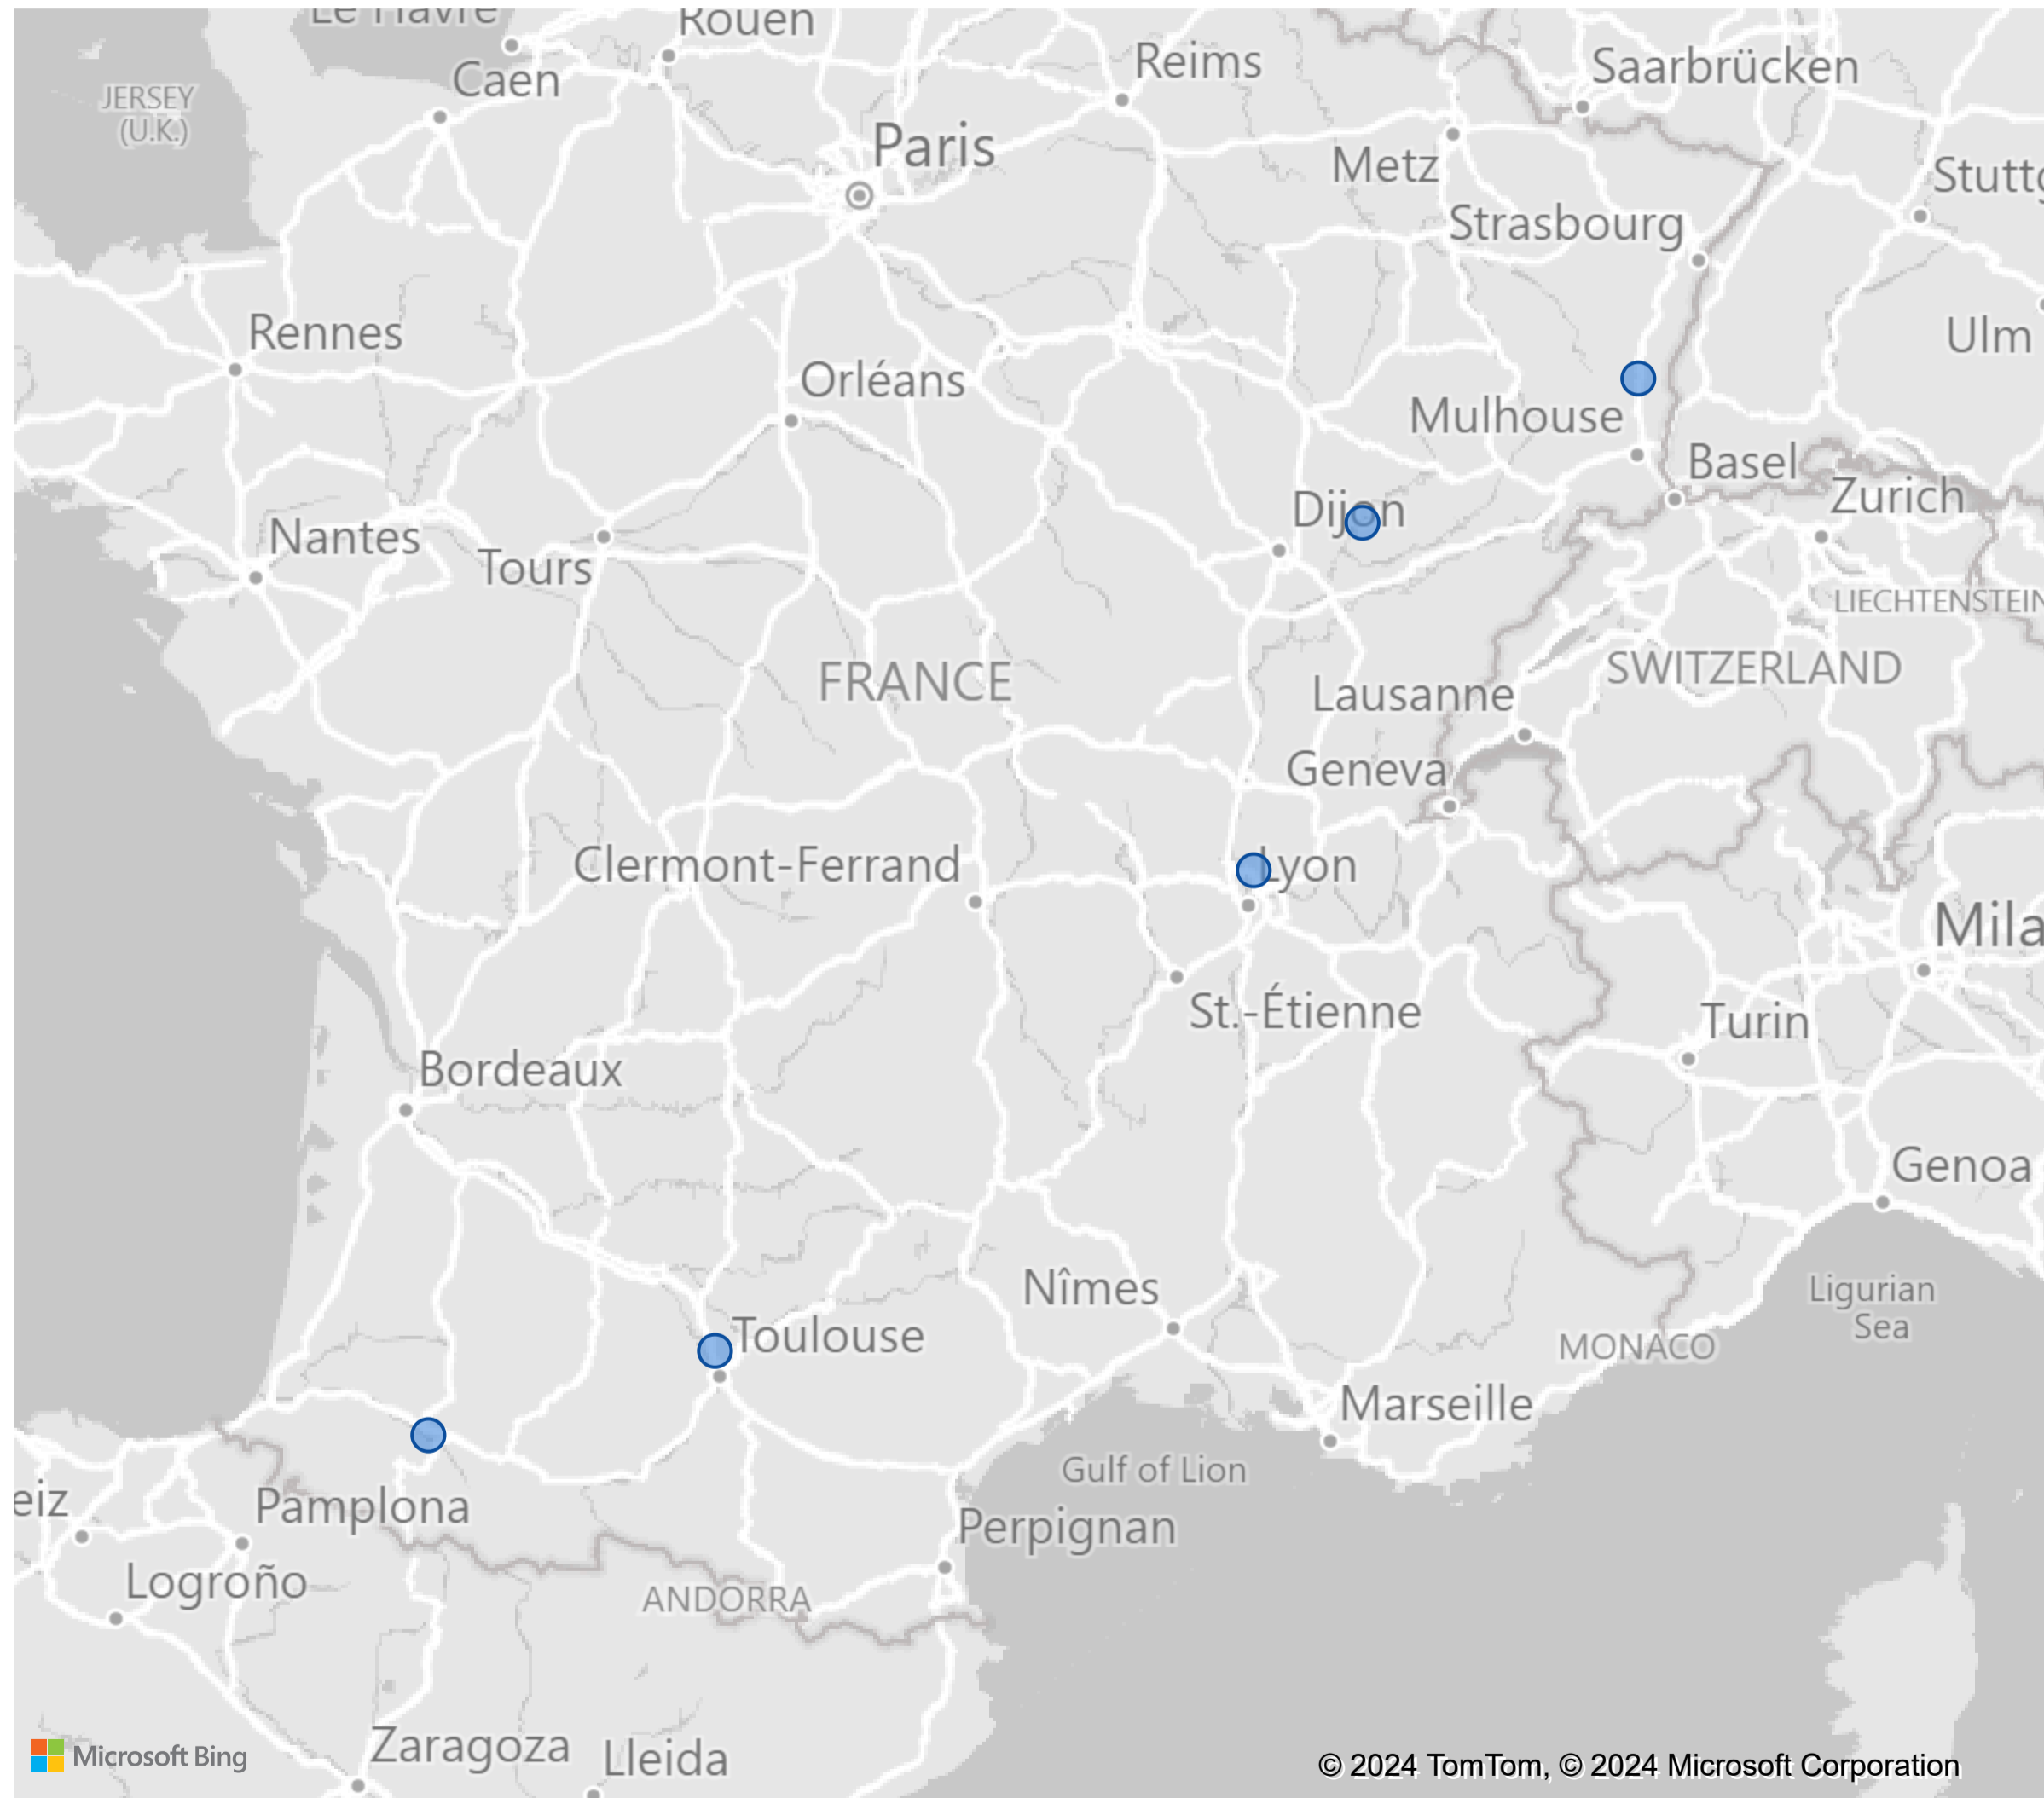 Le Havre
Rouen
Caen
Reims
Saarbrücken
JERSEY
(U.K.)
Paris
Metz
Stuttg
Strasbourg
Rennes
Ulm
Orléans
Mulhouse
Basel
Zurich
Dijon
Nantes
Tours
LIECHTENSTEIN
FRANCE
SWITZERLAND
Lausanne
Geneva
Clermont-Ferrand
Lyon
Mila
St.-Étienne
Turin
Bordeaux
Genoa
Nîmes
Ligurian
Sea
Toulouse
MONACO
Marseille
Gulf of Lion
eiz
Pamplona
Perpignan
Logroño
ANDORRA
Zaragoza
Lleida
Microsoft Bing
© 2024 TomTom, © 2024 Microsoft Corporation